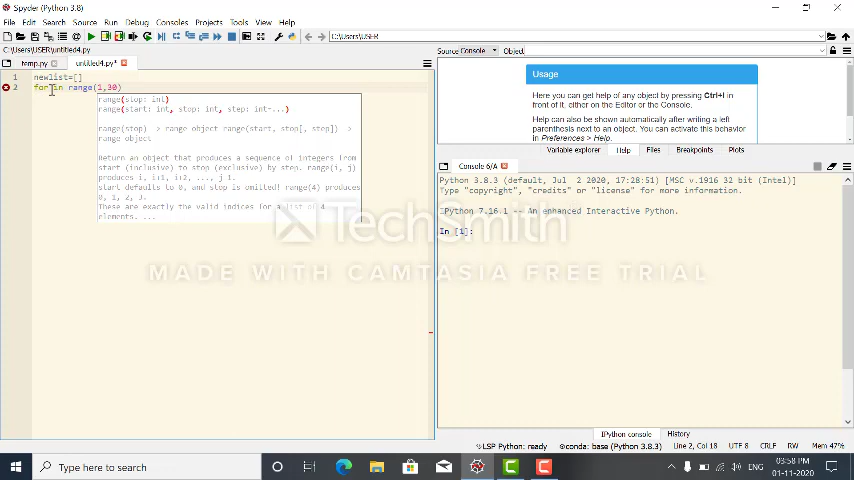 Spyder (Python 3.8)
File Edit Search Source Run Debug Consoles Projects Tools View Help
C:\Users\USER
C:\Users\USER\untitled4.py
Source Console Object
temp.py untitled4.py*
1 newlist=[]
2 for in range(1,30)
range(stop: int)
range(start: int, stop: int, step: int=...)
range(stop) -> range object range(start, stop[, step]) ->
range object
Return an object that produces a sequence of integers from
start (inclusive) to stop (exclusive) by step. range(i, j)
produces i, i+1, i+2, ..., j 1.
start defaults to 0, and stop is omitted! range(4) produces
0, 1, 2, 3.
These are exactly the valid indices for a list of 4
elements. ...
Usage
Here you can get help of any object by pressing Ctrl+I in
front of it, either on the Editor or the Console.
Help can also be shown automatically after writing a left
parenthesis next to an object. You can activate this behavior
in Preferences > Help.
Variable explorer Help Files Breakpoints Plots
Console 6/A
Python 3.8.3 (default, Jul 2 2020, 17:28:51) [MSC v.1916 32 bit (Intel)]
Type "copyright", "credits" or "license" for more information.
IPython 7.16.1 -- An enhanced Interactive Python.
In [1]:
TechSmith
MADE WITH CAMTASIA FREE TRIAL
IPython console History
LSP Python: ready conda: base (Python 3.8.3) Line 2, Col 18 UTF 8 CRLF RW Mem 47%
Type here to search
ENG
03:58 PM
01-11-2020